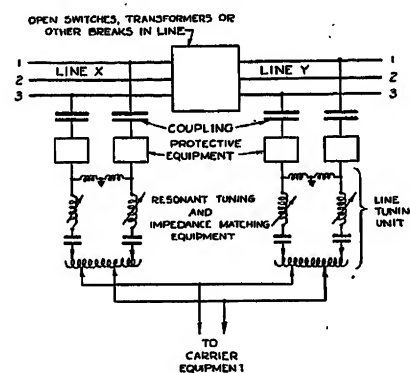 OPEN SWITCHES, TRANSFORMERS OR
OTHER BREAKS IN LINE
1
2
3
LINE X
LINE Y
1
2
3
COUPLING
PROTECTIVE
EQUIPMENT
RESONANT TUNING
AND
IMPEDANCE MATCHING
EQUIPMENT
LINE
TUNING
UNIT
TO
CARRIER
EQUIPMENT